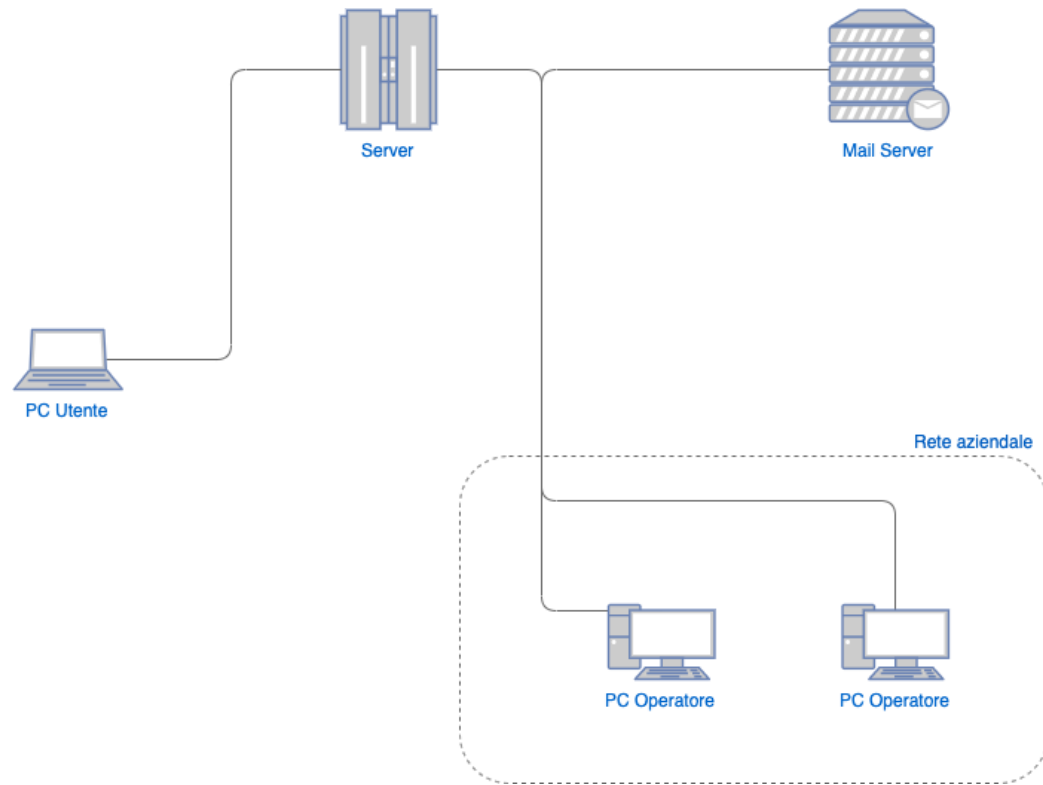 Server
Mail Server
PC Utente
Rete aziendale
PC Operatore
PC Operatore